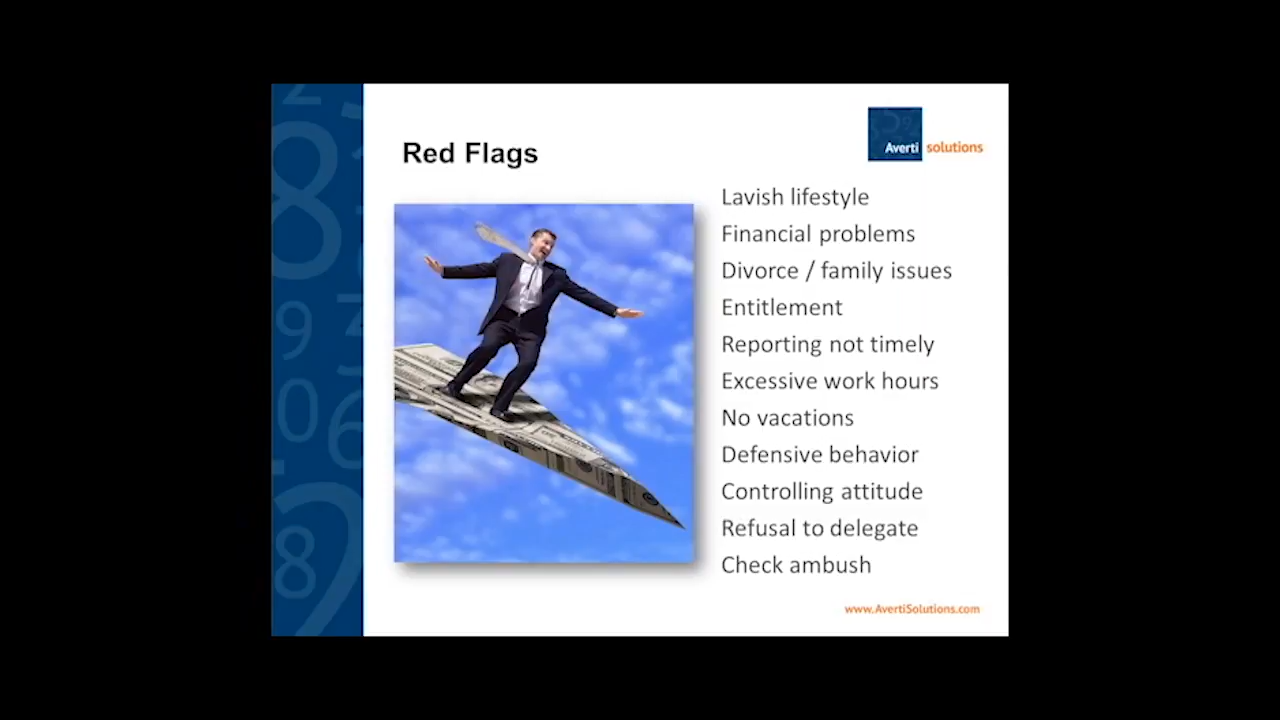 Red Flags
Averti solutions
Lavish lifestyle
Financial problems
Divorce / family issues
Entitlement
Reporting not timely
Excessive work hours
No vacations
Defensive behavior
Controlling attitude
Refusal to delegate
Check ambush
www.AvertiSolutions.com